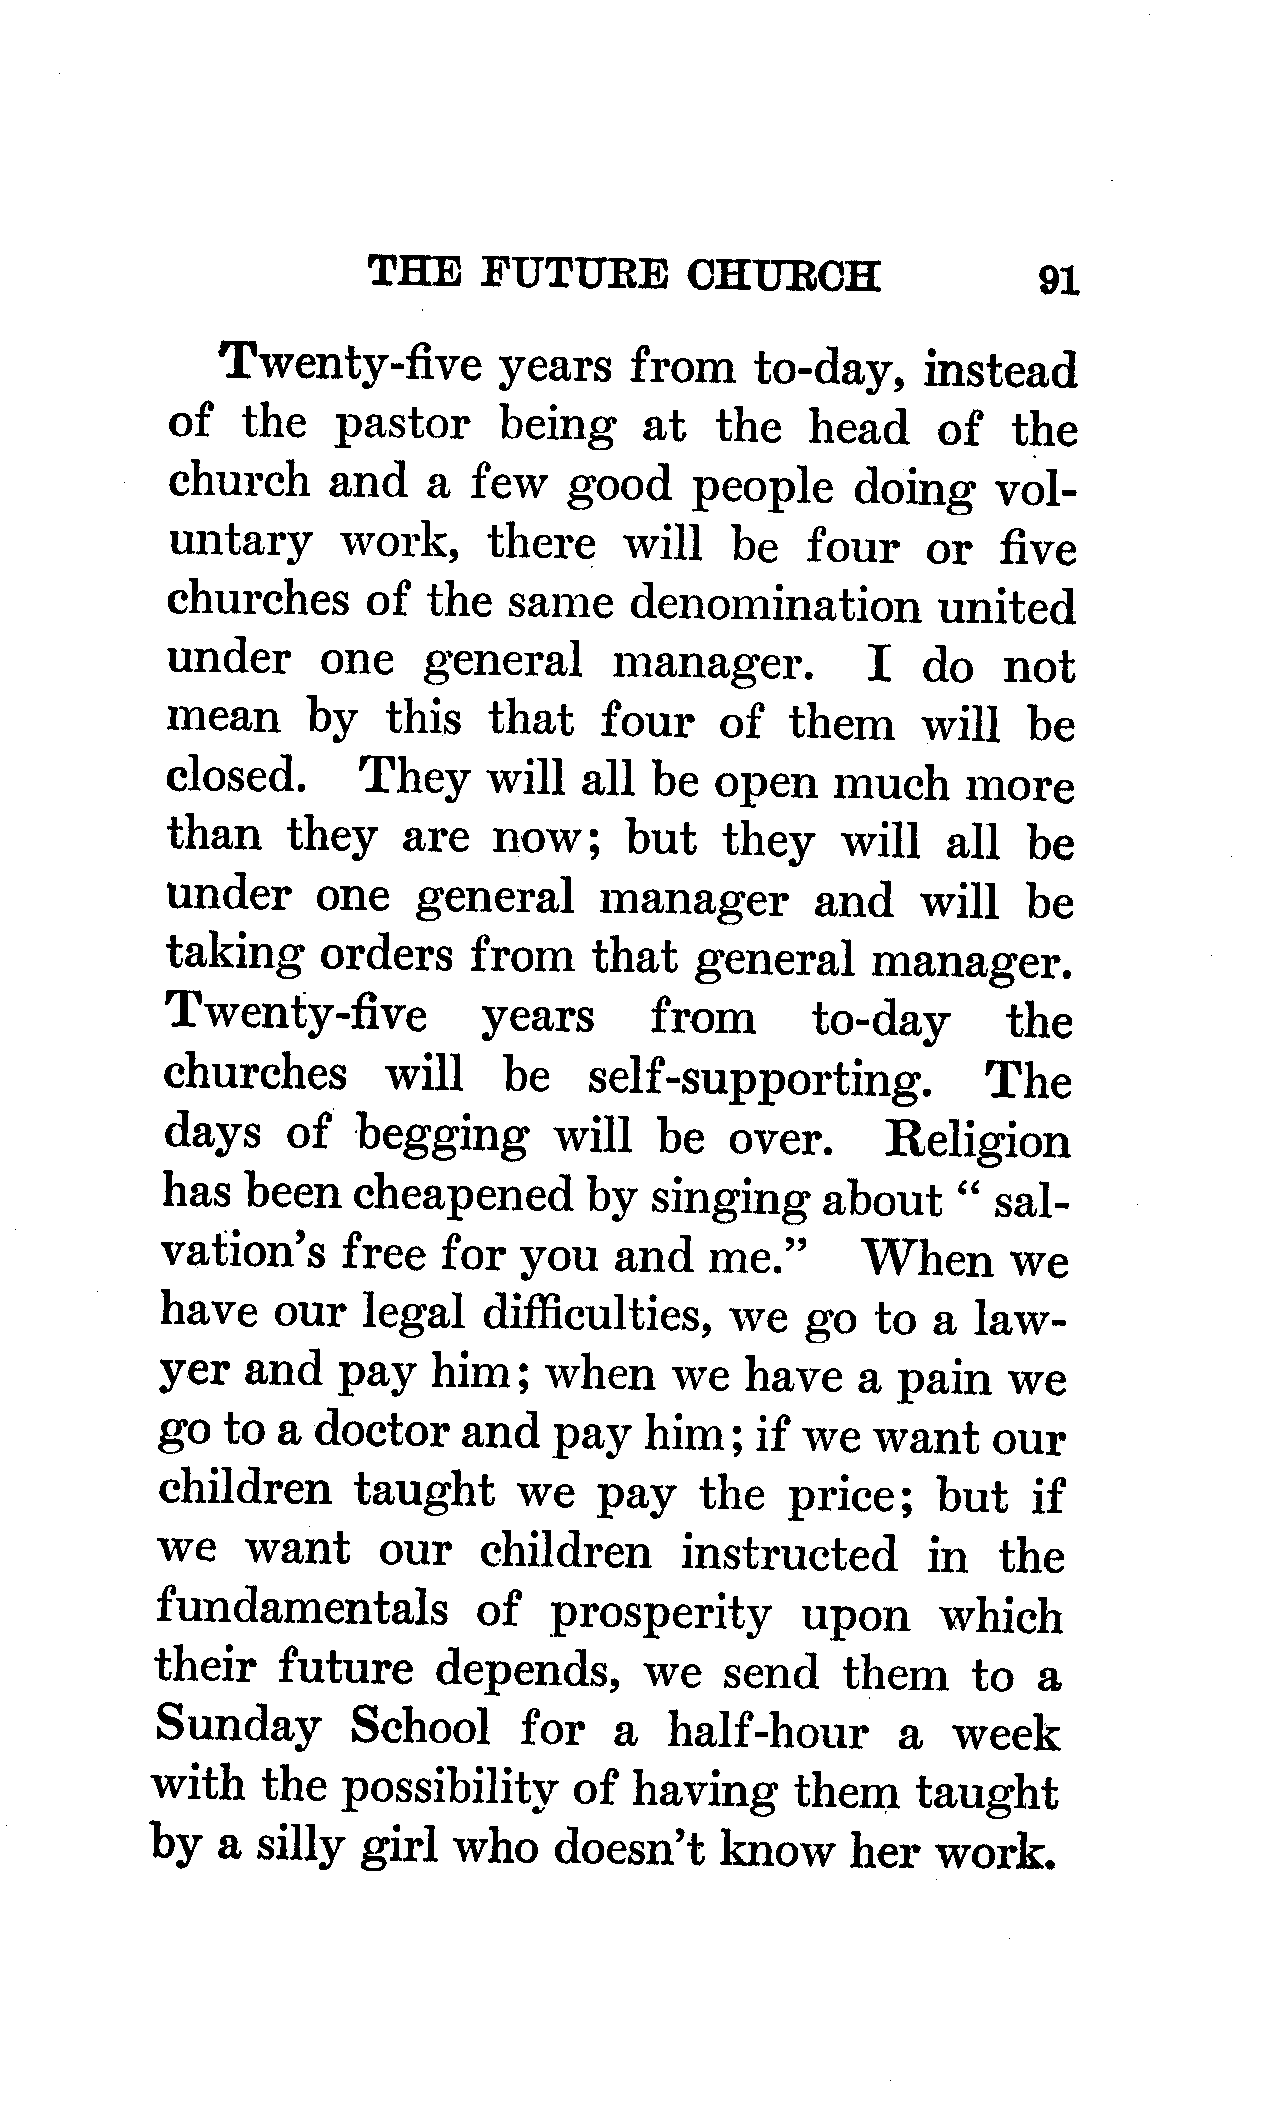 THE FUTURE CHURCH 91
Twenty-five years from to-day, instead
of the pastor being at the head of the
church and a few good people doing vol-
untary work, there will be four or five
churches of the same denomination united
under one general manager. I do not
mean by this that four of them will be
closed. They will all be open much more
than they are now; but they will all be
under one general manager and will be
taking orders from that general manager.
Twenty-five years from to-day the
churches will be self-supporting. The
days of begging will be over. Religion
has been cheapened by singing about “ sal-
vation’s free for you and me.” When we
have our legal difficulties, we go to a law-
yer and pay him; when we have a pain we
go to a doctor and pay him; if we want our
children taught we pay the price; but if
we want our children instructed in the
fundamentals of prosperity upon which
their future depends, we send them to a
Sunday School for a half-hour a week
with the possibility of having them taught
by a silly girl who doesn’t know her work.